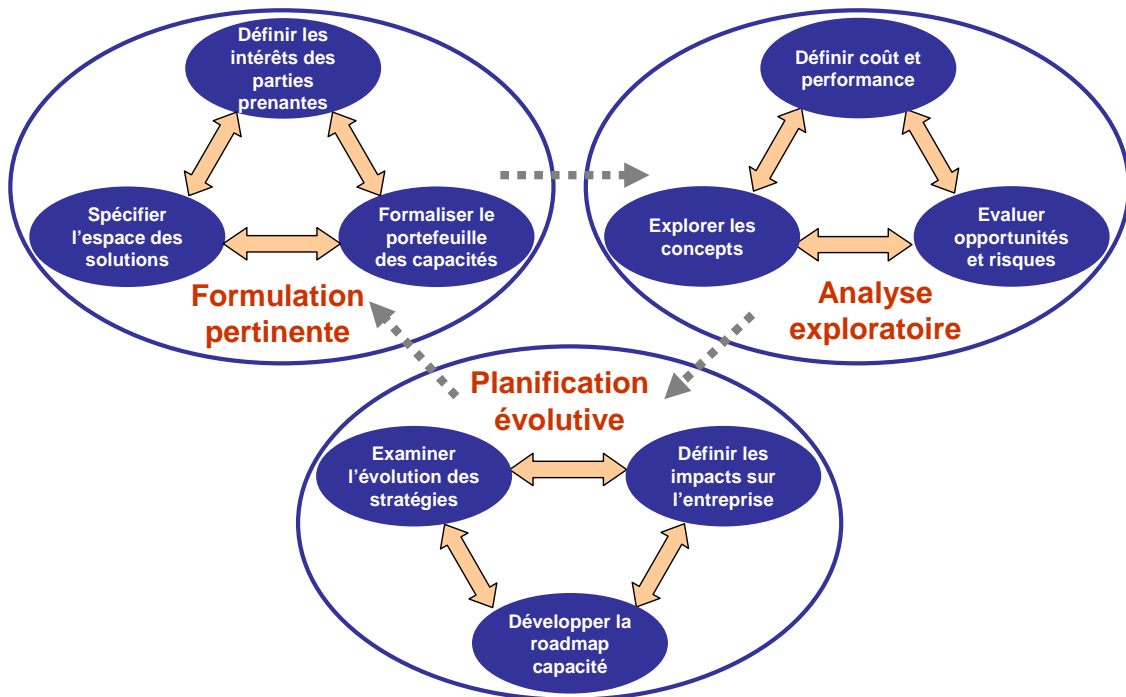 Définir les
intérêts des
parties
prenantes
Spécifier
l’espace des
solutions
Formaliser le
portefeuille
des capacités
Formulation
pertinente
Définir coût et
performance
Explorer les
concepts
Evaluer
opportunités
et risques
Analyse
exploratoire
Planification
évolutive
Examiner
l’évolution des
stratégies
Définir les
impacts sur
l’entreprise
Développer la
roadmap
capacité